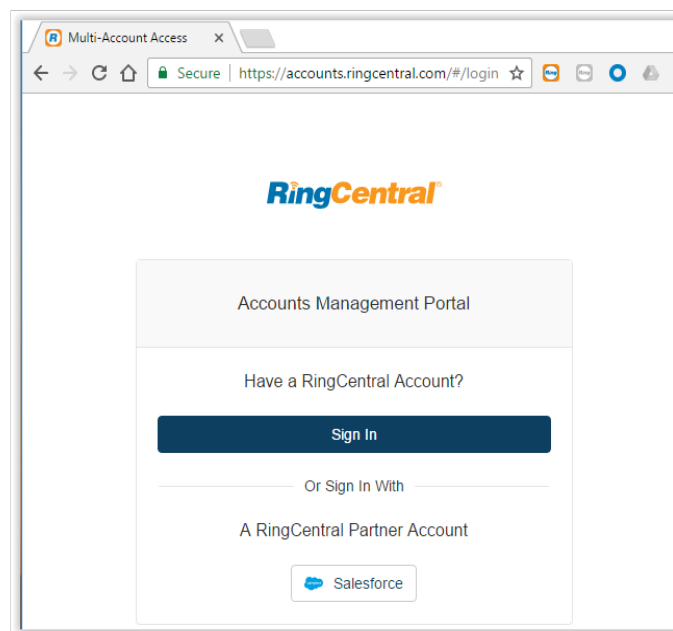 Multi-Account Access
Secure https://accounts.ringcentral.com/#/login
RingCentral
Accounts Management Portal
Have a RingCentral Account?
Sign In
Or Sign In With
A RingCentral Partner Account
Salesforce